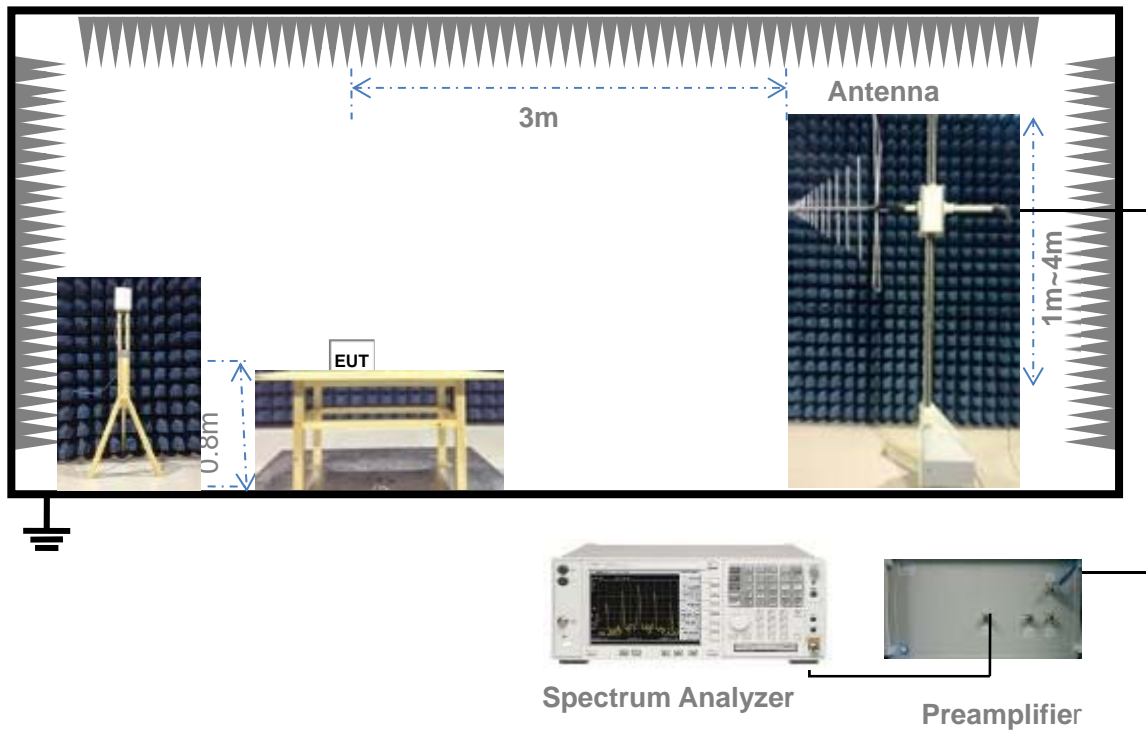 Antenna
3m
1m~4m
EUT
0.8m
Spectrum Analyzer
Preamplifier